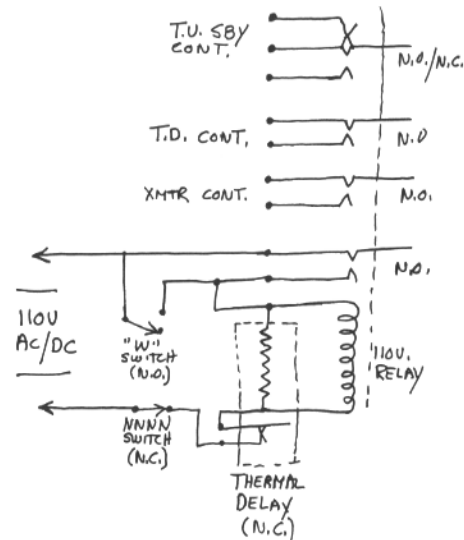 T.U. SBY
CONT.
N.O./N.C.
T.D. CONT.
N.O
XMTR CONT.
N.O.
N.O.
110V
AC/DC
"W"
SWITCH
(N.O.)
110V.
RELAY
NNNN
SWITCH
(N.C.)
THERMAL
DELAY
(N.C.)